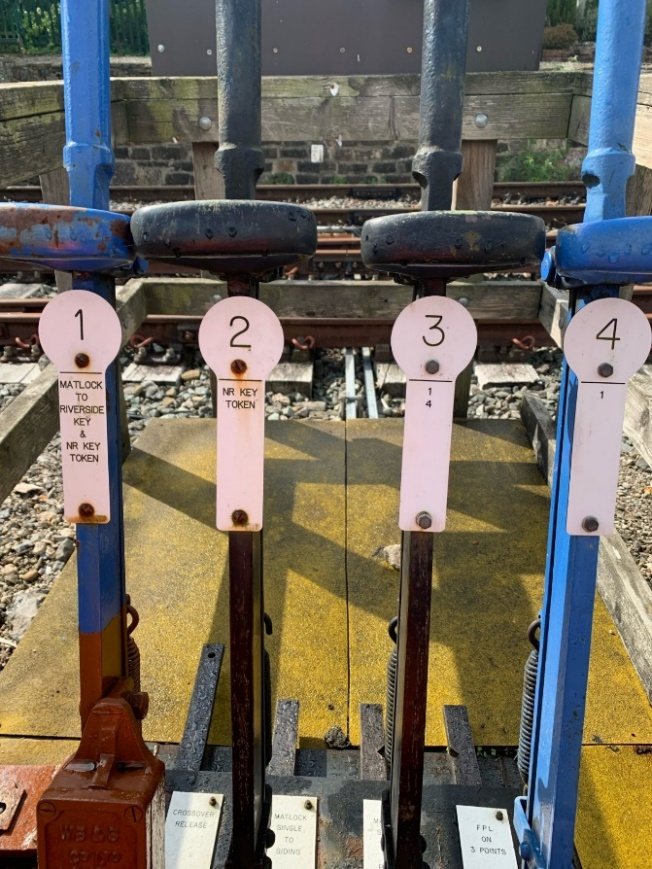 1
MATLOCK
TO
RIVERSIDE
KEY
&
NR KEY
TOKEN
2
NR KEY
TOKEN
3
1
4
4
1
CROSSOVER
RELEASE
MATLOCK
SINGLE
TO
SIDING
FPL
ON
3 POINTS